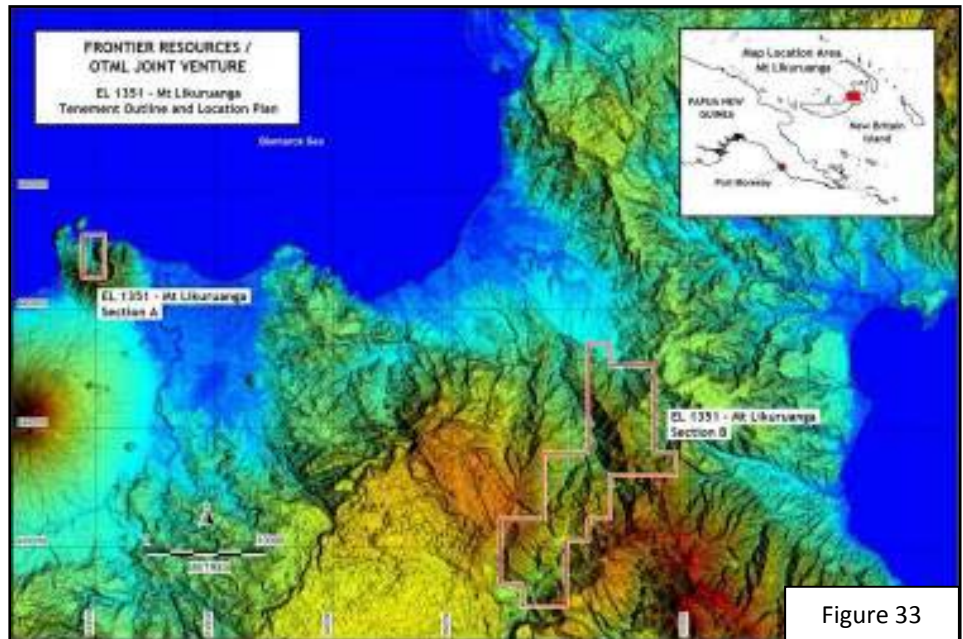 FRONTIER RESOURCES /
OTML JOINT VENTURE
EL 1351 - Mt Likuruanga
Tenement Outline and Location Plan
Map Location Area
Mt Likuruanga
PAPUA NEW
GUINEA
New Britain
Island
Port Moresby
Bismarck Sea
EL 1351 - Mt Likuruanga
Section A
EL 1351 - Mt Likuruanga
Section B
METRES
Figure 33